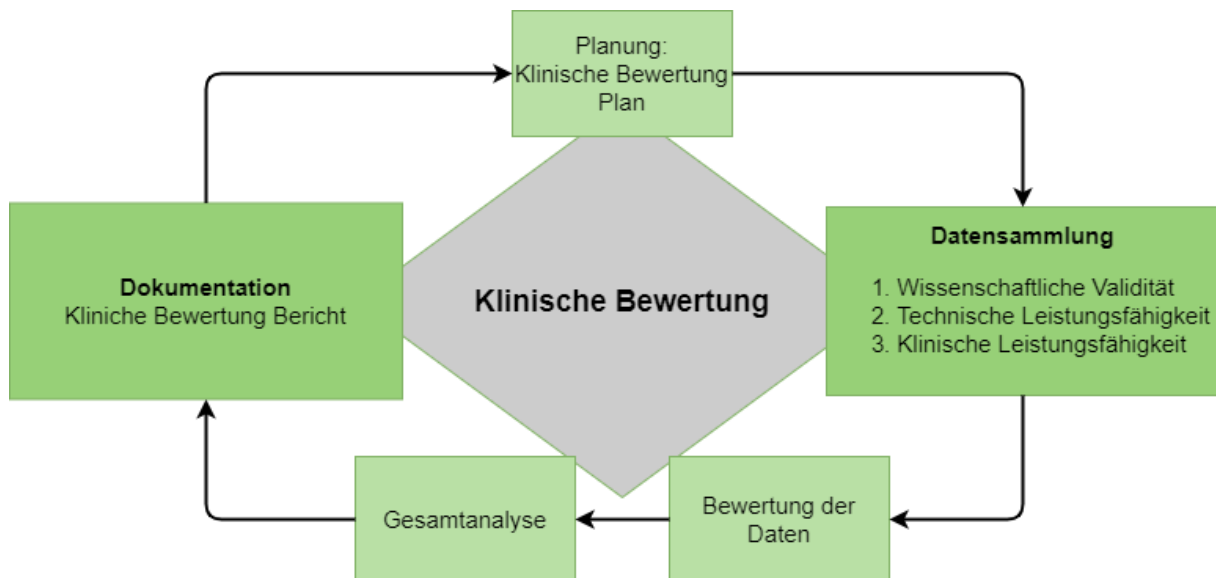 Planung:
Klinische Bewertung
Plan
Datensammlung
1. Wissenschaftliche Validität
2. Technische Leistungsfähigkeit
3. Klinische Leistungsfähigkeit
Dokumentation
Kliniche Bewertung Bericht
Klinische Bewertung
Gesamtanalyse
Bewertung der
Daten